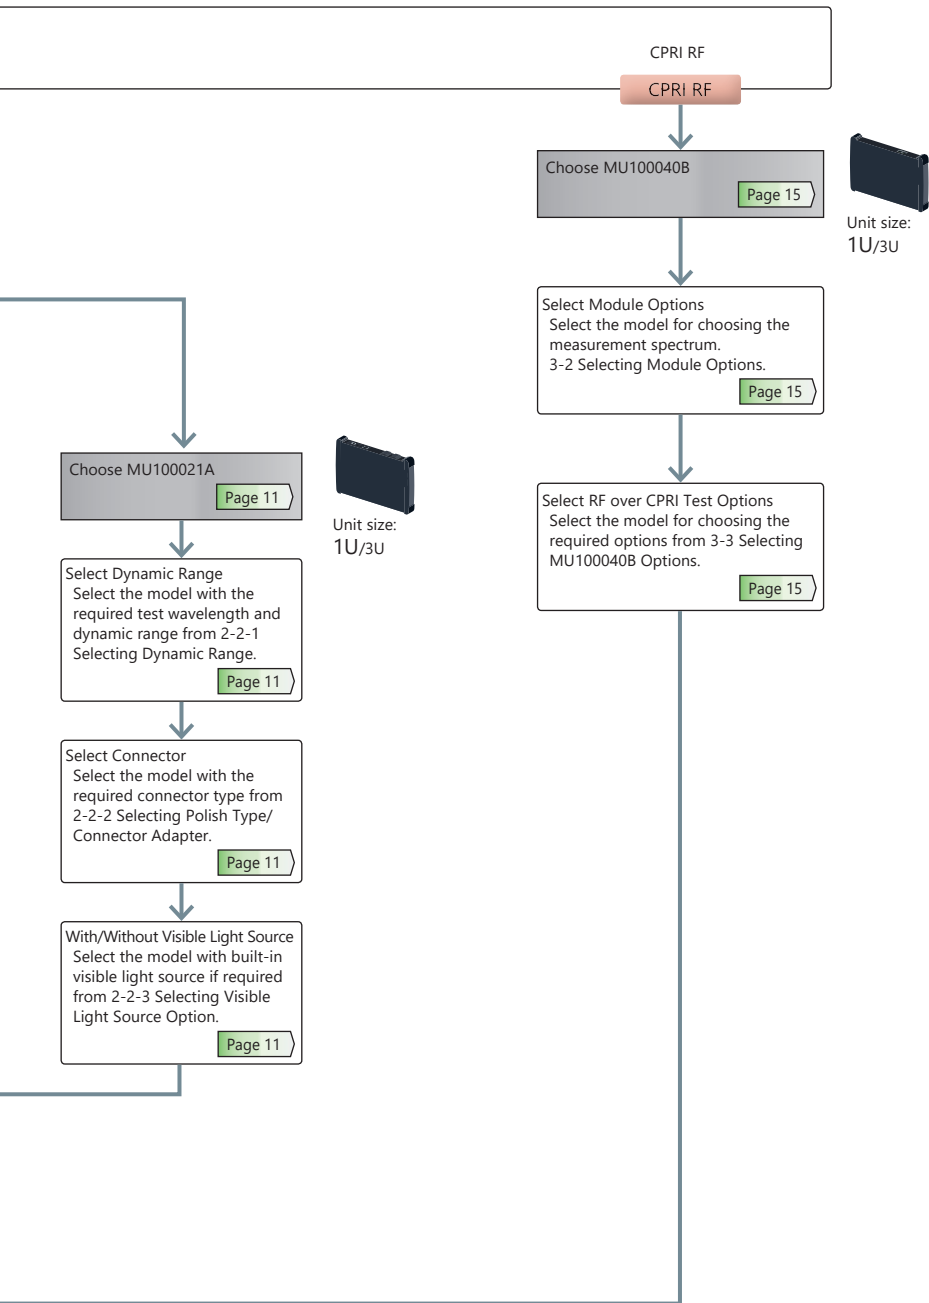 CPRI RF
CPRI RF
Choose MU100040B
Page 15
Unit size:
1U/3U
Select Module Options
Select the model for choosing the
measurement spectrum.
3-2 Selecting Module Options.
Page 15
Select RF over CPRI Test Options
Select the model for choosing the
required options from 3-3 Selecting
MU100040B Options.
Page 15
Choose MU100021A
Page 11
Unit size:
1U/3U
Select Dynamic Range
Select the model with the
required test wavelength and
dynamic range from 2-2-1
Selecting Dynamic Range.
Page 11
Select Connector
Select the model with the
required connector type from
2-2-2 Selecting Polish Type/
Connector Adapter.
Page 11
With/Without Visible Light Source
Select the model with built-in
visible light source if required
from 2-2-3 Selecting Visible
Light Source Option.
Page 11